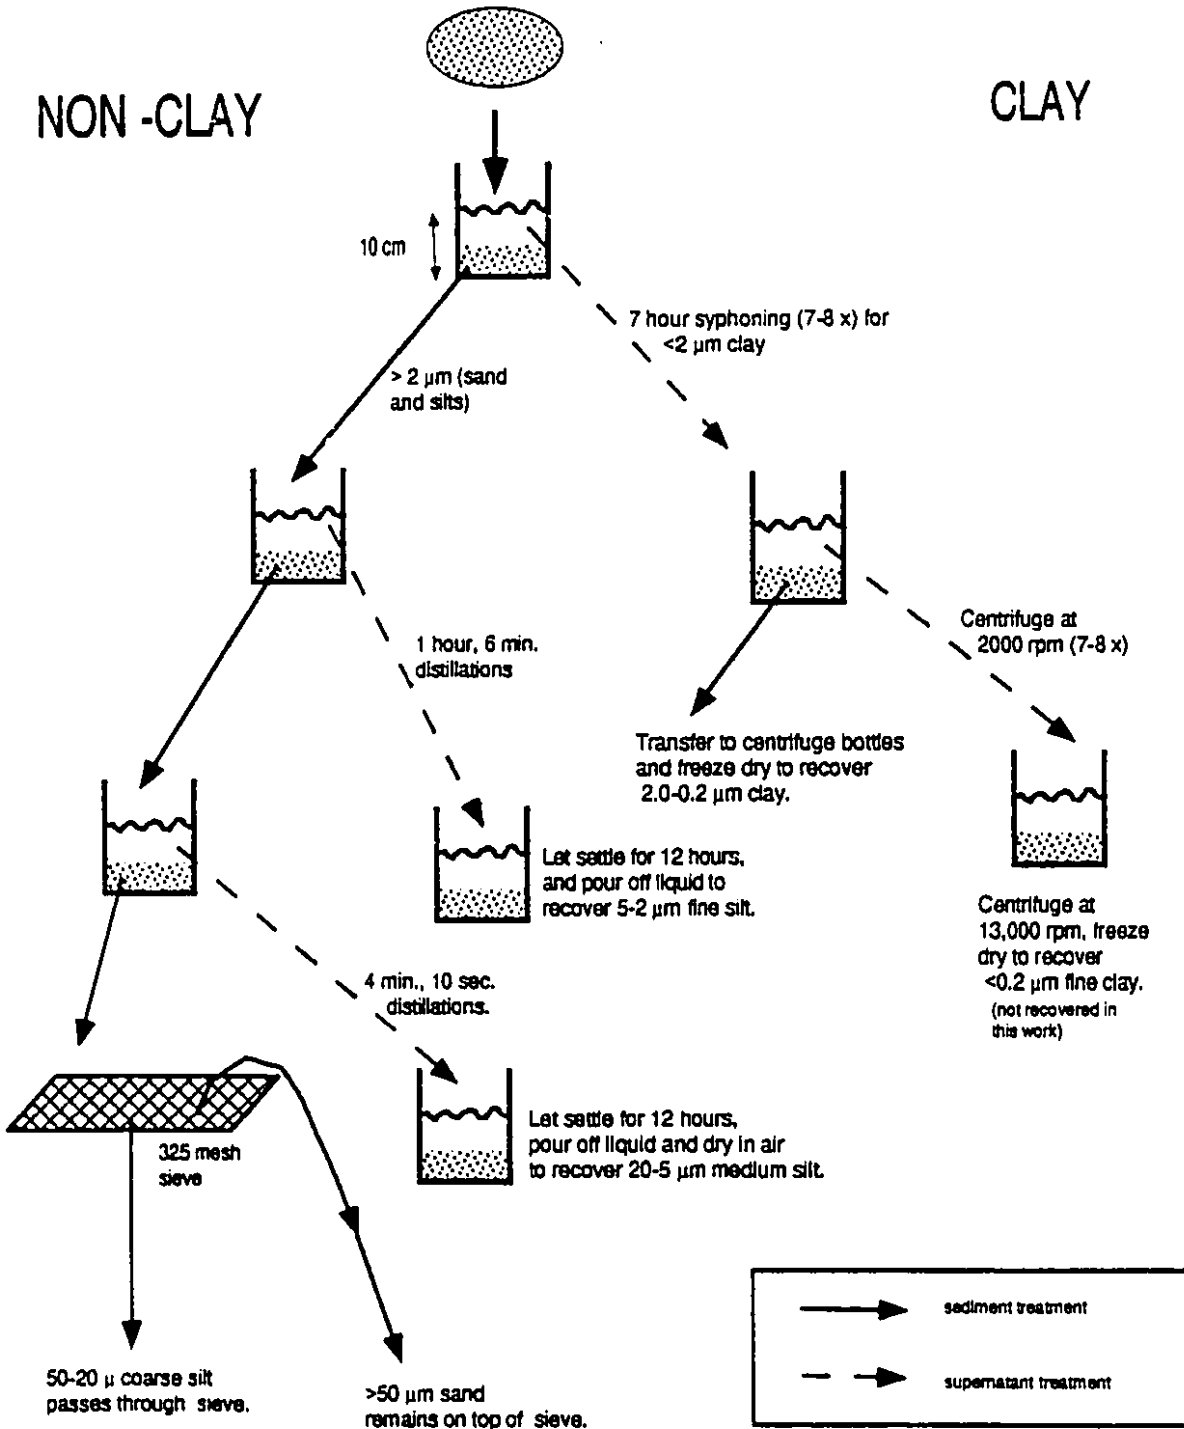 NON -CLAY
CLAY
10 cm
7 hour syphoning (7-8 x) for
<2 µm clay
> 2 µm (sand
and silts)
1 hour, 6 min.
distillations
Centrifuge at
2000 rpm (7-8 x)
Transfer to centrifuge bottles
and freeze dry to recover
2.0-0.2 µm clay.
Let settle for 12 hours,
and pour off liquid to
recover 5-2 µm fine silt.
Centrifuge at
13,000 rpm, freeze
dry to recover
<0.2 µm fine clay.
(not recovered in
this work)
4 min., 10 sec.
distillations.
325 mesh
sieve
Let settle for 12 hours,
pour off liquid and dry in air
to recover 20-5 µm medium silt.
50-20 µ coarse silt
passes through sieve.
>50 µm sand
remains on top of sieve.
sediment treatment
supernatant treatment